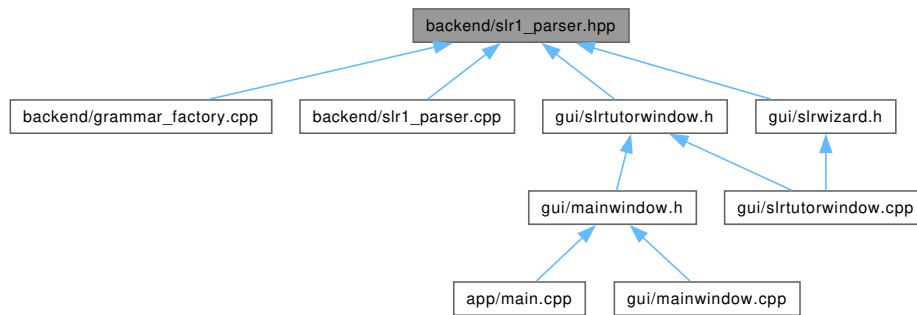 backend/slr1_parser.hpp
backend/grammar_factory.cpp
backend/slr1_parser.cpp
gui/slrtutorwindow.h
gui/slrwizard.h
gui/mainwindow.h
gui/slrtutorwindow.cpp
app/main.cpp
gui/mainwindow.cpp